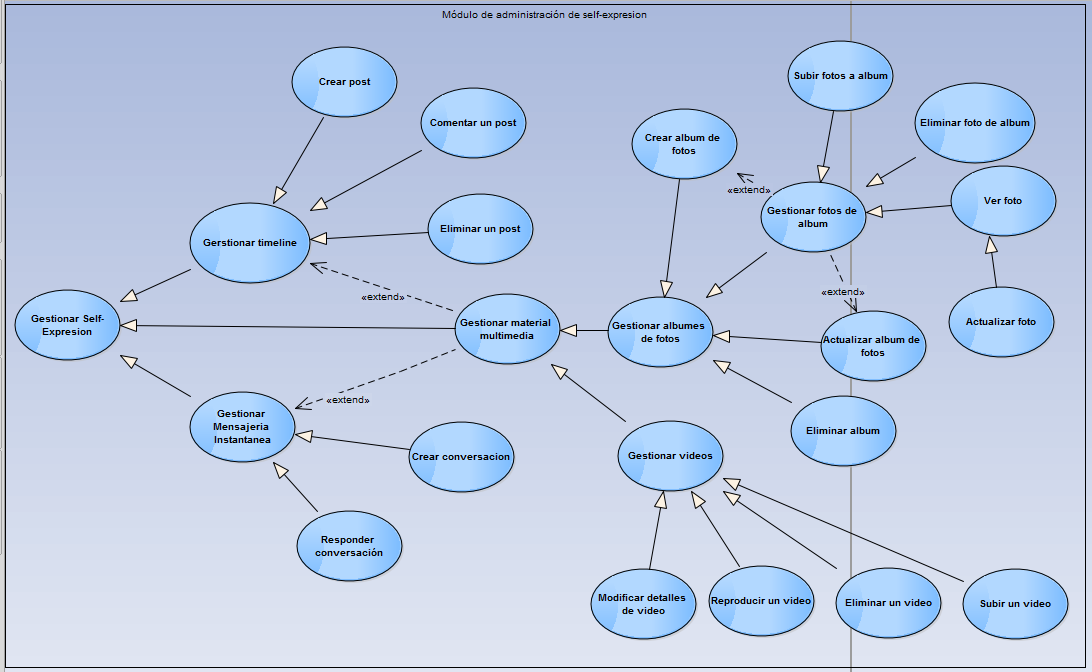 Módulo de administración de self-expresion
Crear post
Comentar un post
Eliminar un post
Gerstionar timeline
«extend»
Gestionar Self-
Expresion
Gestionar material
multimedia
«extend»
Gestionar
Mensajeria
Instantanea
Crear conversacion
Responder
conversación
Subir fotos a album
Eliminar foto de album
Crear album de
fotos
«extend»
Gestionar fotos de
album
Ver foto
«extend»
Gestionar albumes
de fotos
Actualizar album de
fotos
Actualizar foto
Eliminar album
Gestionar videos
Modificar detalles
de video
Reproducir un video
Eliminar un video
Subir un video